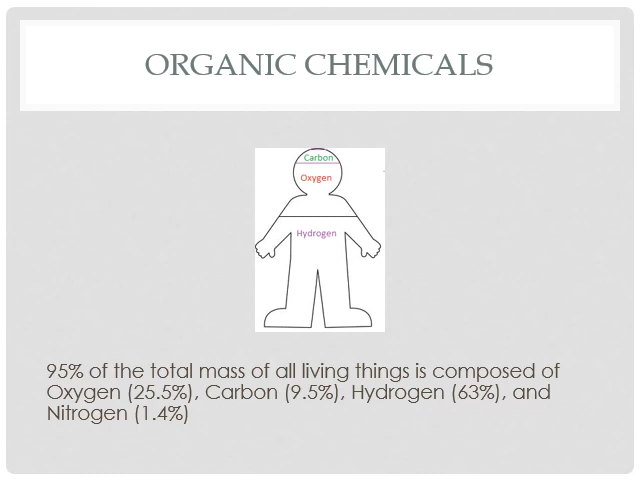 ORGANIC CHEMICALS
Carbon
Oxygen
Hydrogen
95% of the total mass of all living things is composed of
Oxygen (25.5%), Carbon (9.5%), Hydrogen (63%), and
Nitrogen (1.4%)